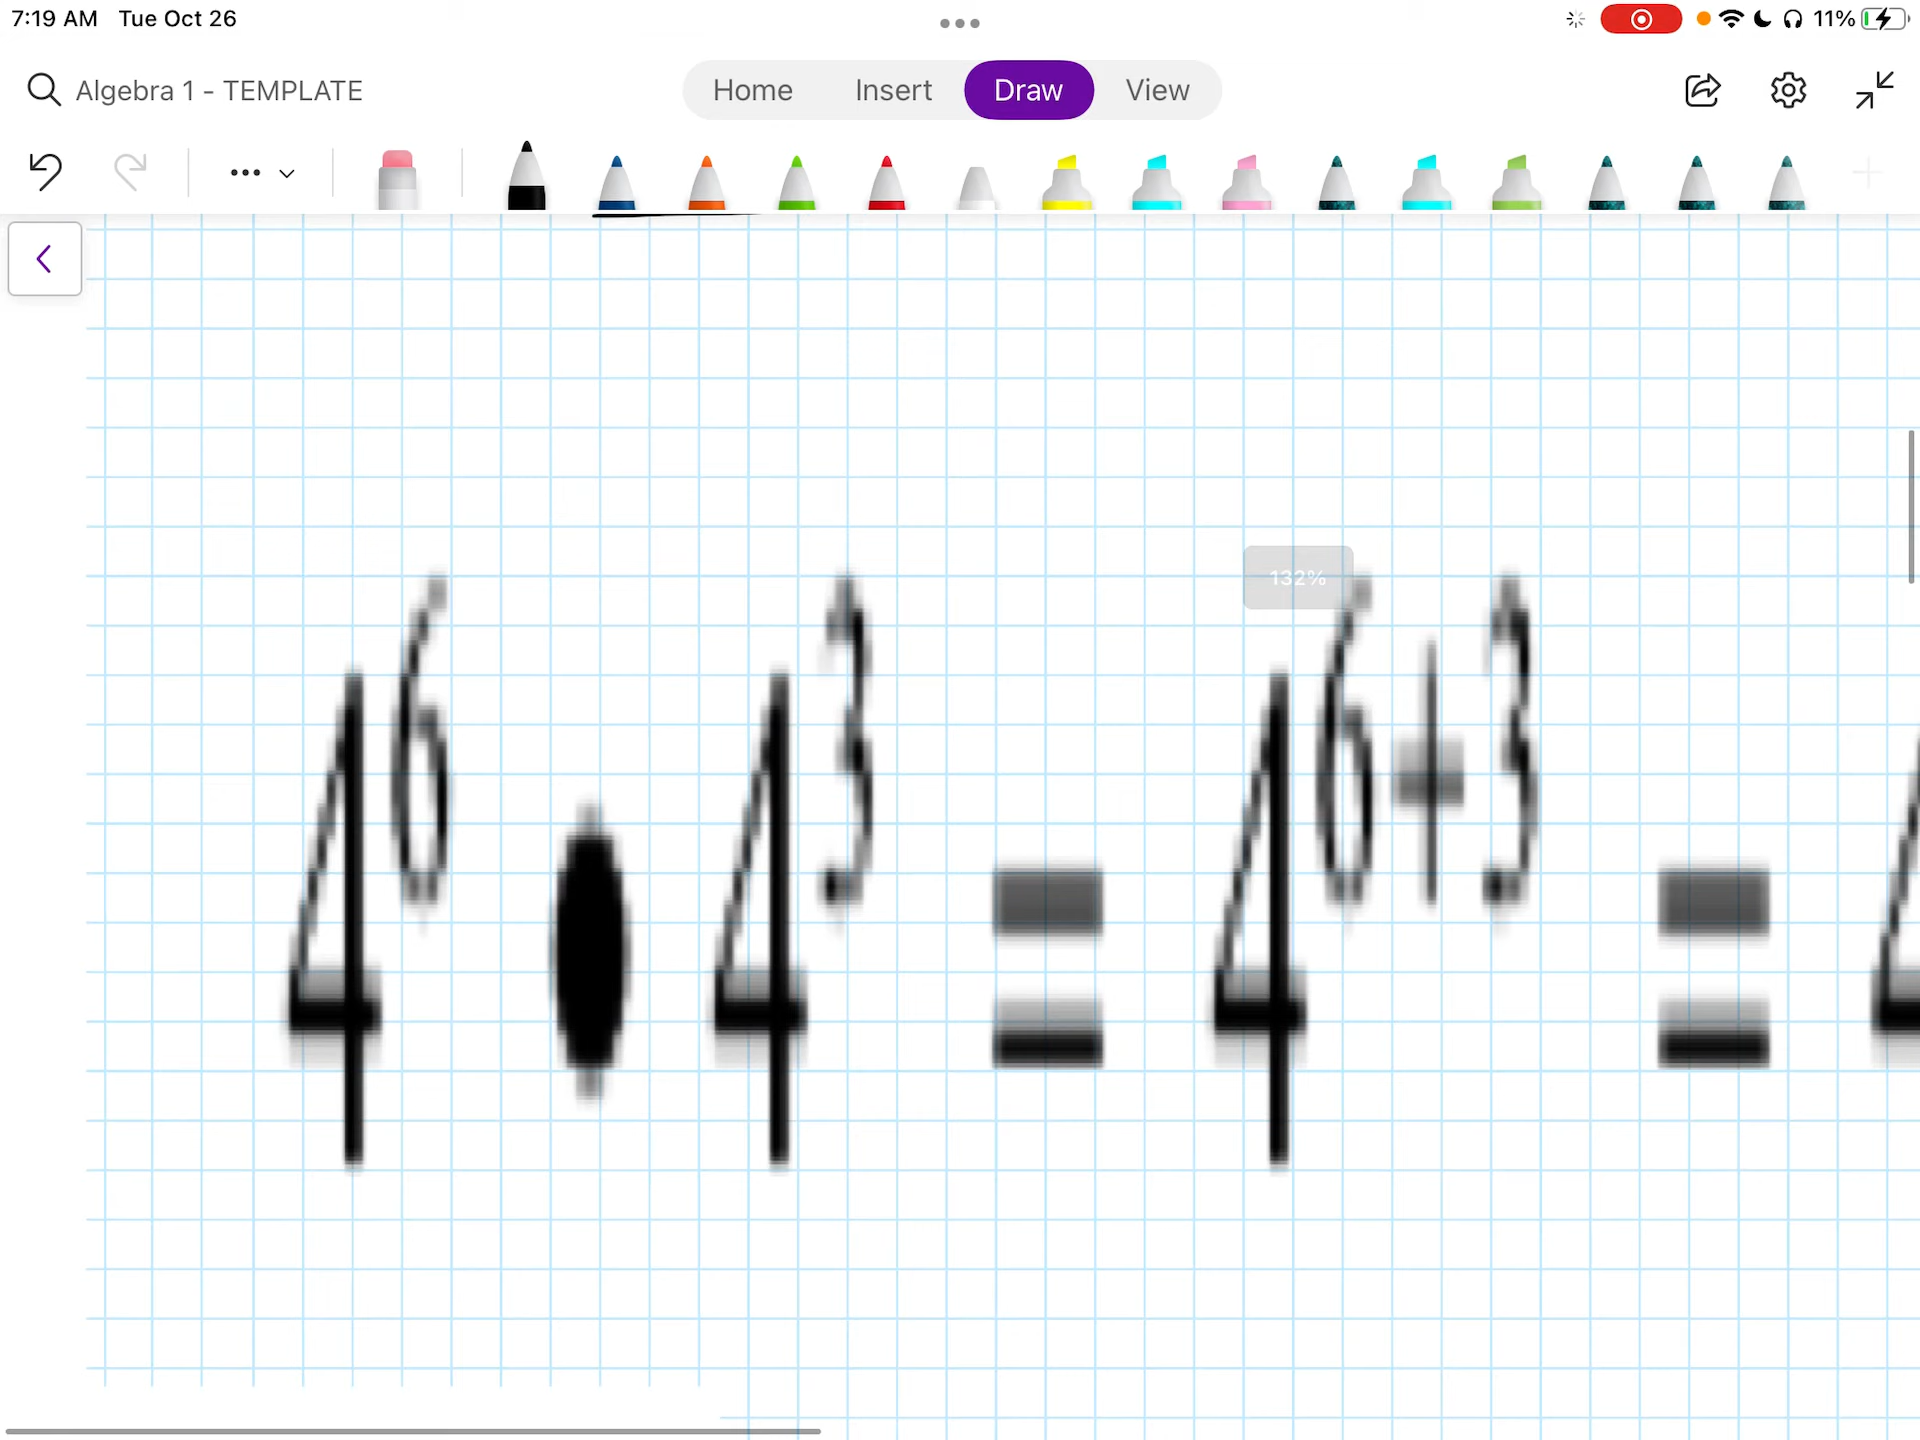 7:19 AM Tue Oct 26 11%
Algebra 1 - TEMPLATE Home Insert Draw View
132%
4⁶ • 4³ = 4⁶⁺³ = 4